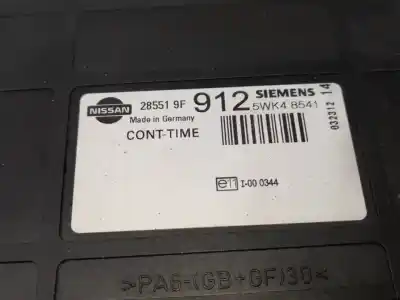 NISSAN
28551 9F 912 SIEMENS
5WK4 8541
Made in Germany
CONT-TIME
032312 14
e11 I-00 0344
>PA6-(GB+GF)30<